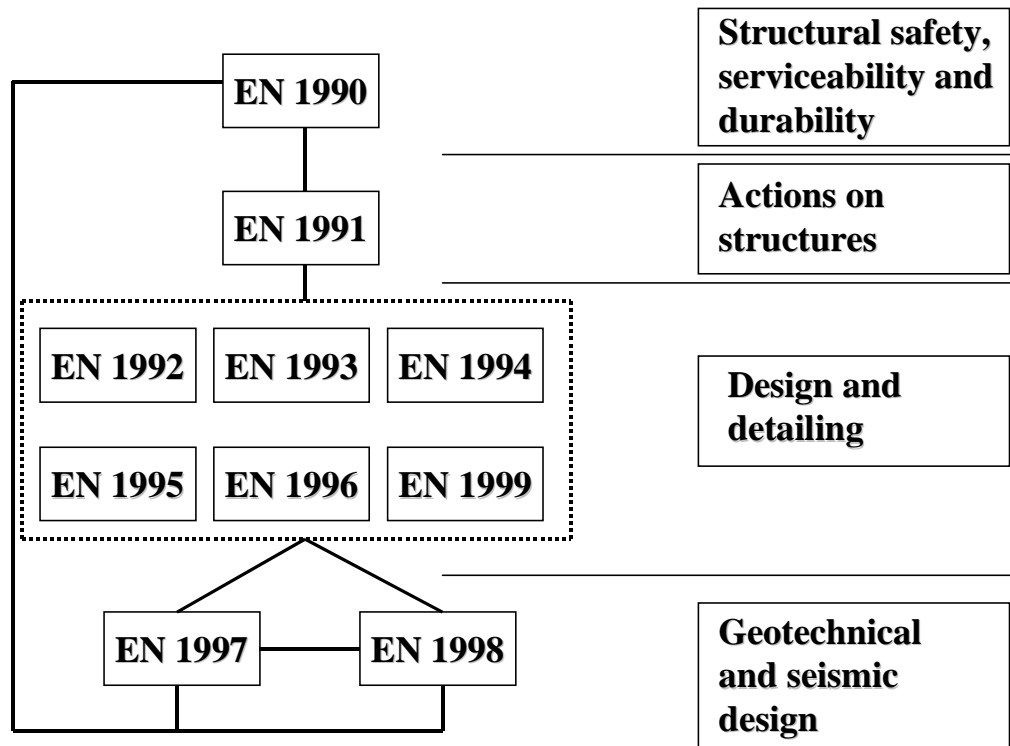 EN 1990
Structural safety,
serviceability and
durability
EN 1991
Actions on
structures
EN 1992 EN 1993 EN 1994
EN 1995 EN 1996 EN 1999
Design and
detailing
EN 1997 EN 1998
Geotechnical
and seismic
design